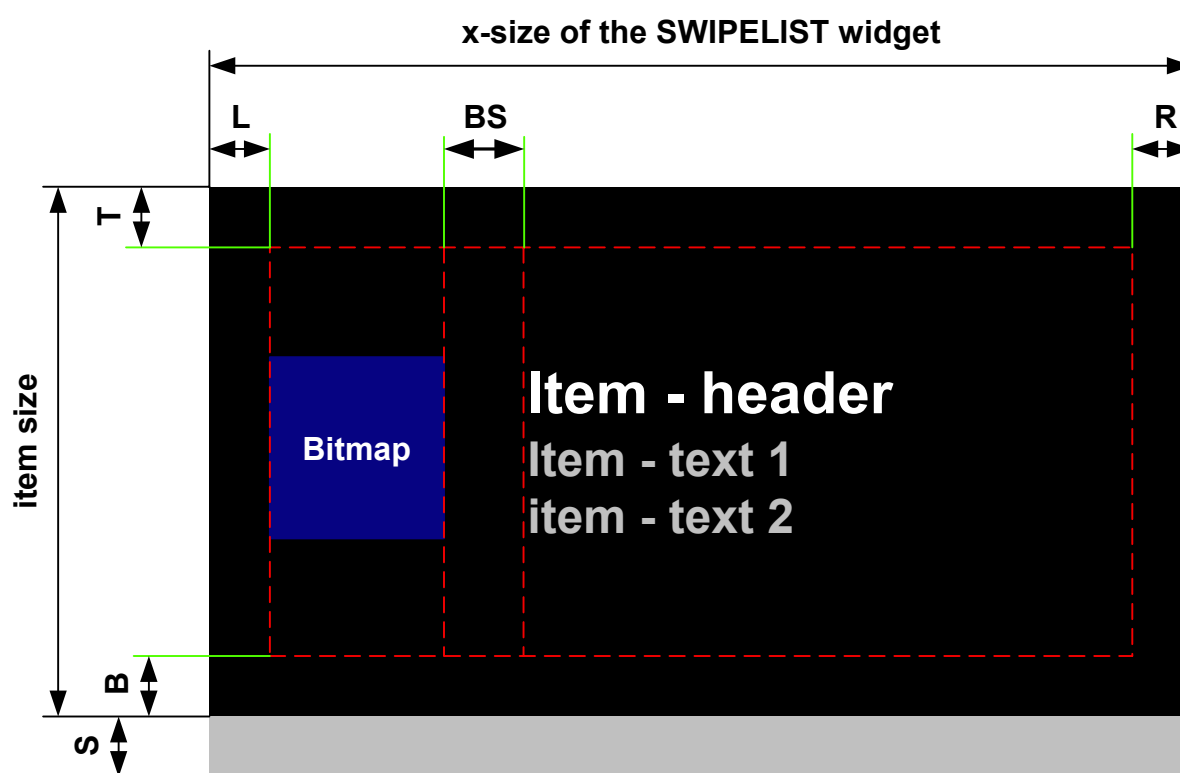 x-size of the SWIPELIST widget
L
BS
R
T
item size
Bitmap
Item - header
Item - text 1
item - text 2
B
S